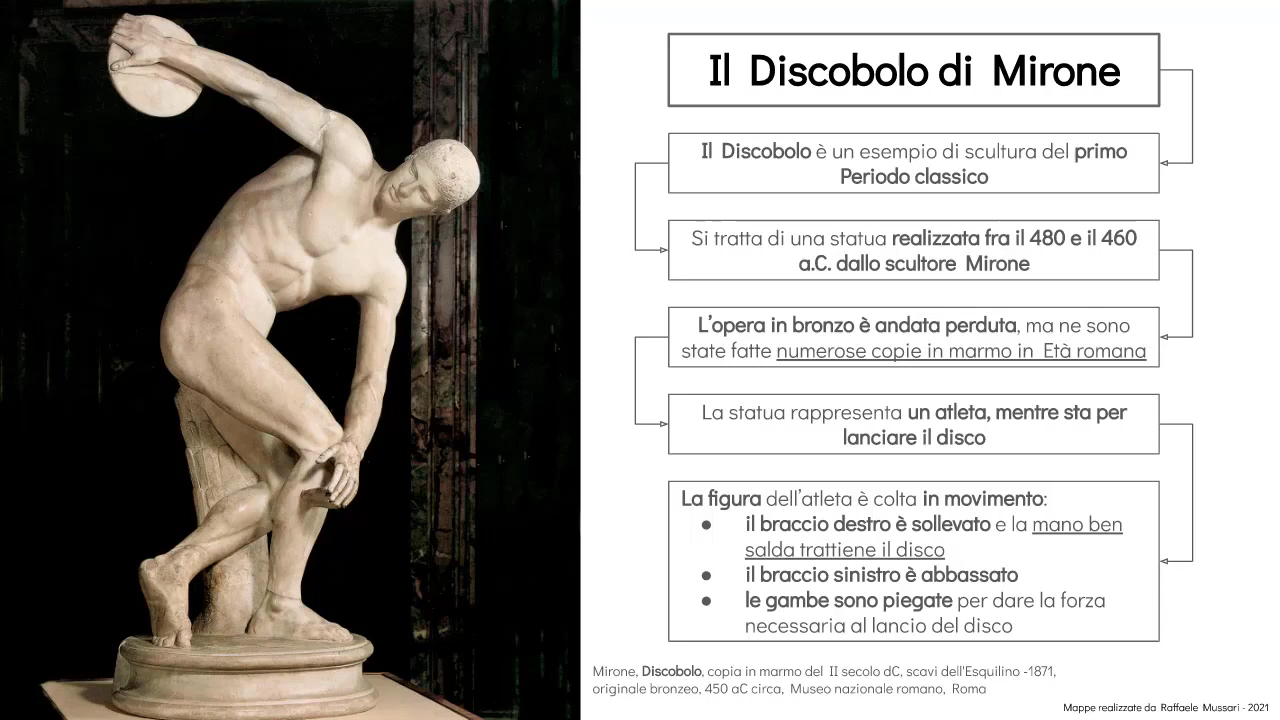 Il Discobolo di Mirone
Il Discobolo è un esempio di scultura del primo
Periodo classico
Si tratta di una statua realizzata fra il 480 e il 460
a.C. dallo scultore Mirone
L'opera in bronzo è andata perduta, ma ne sono
state fatte numerose copie in marmo in Età romana
La statua rappresenta un atleta, mentre sta per
lanciare il disco
La figura dell'atleta è colta in movimento:
● il braccio destro è sollevato e la mano ben
salda trattiene il disco
● il braccio sinistro è abbassato
● le gambe sono piegate per dare la forza
necessaria al lancio del disco
Mirone, Discobolo, copia in marmo del II secolo dC, scavi dell'Esquilino -1871,
originale bronzeo, 450 aC circa, Museo nazionale romano, Roma
Mappe realizzate da Raffaele Mussari - 2021